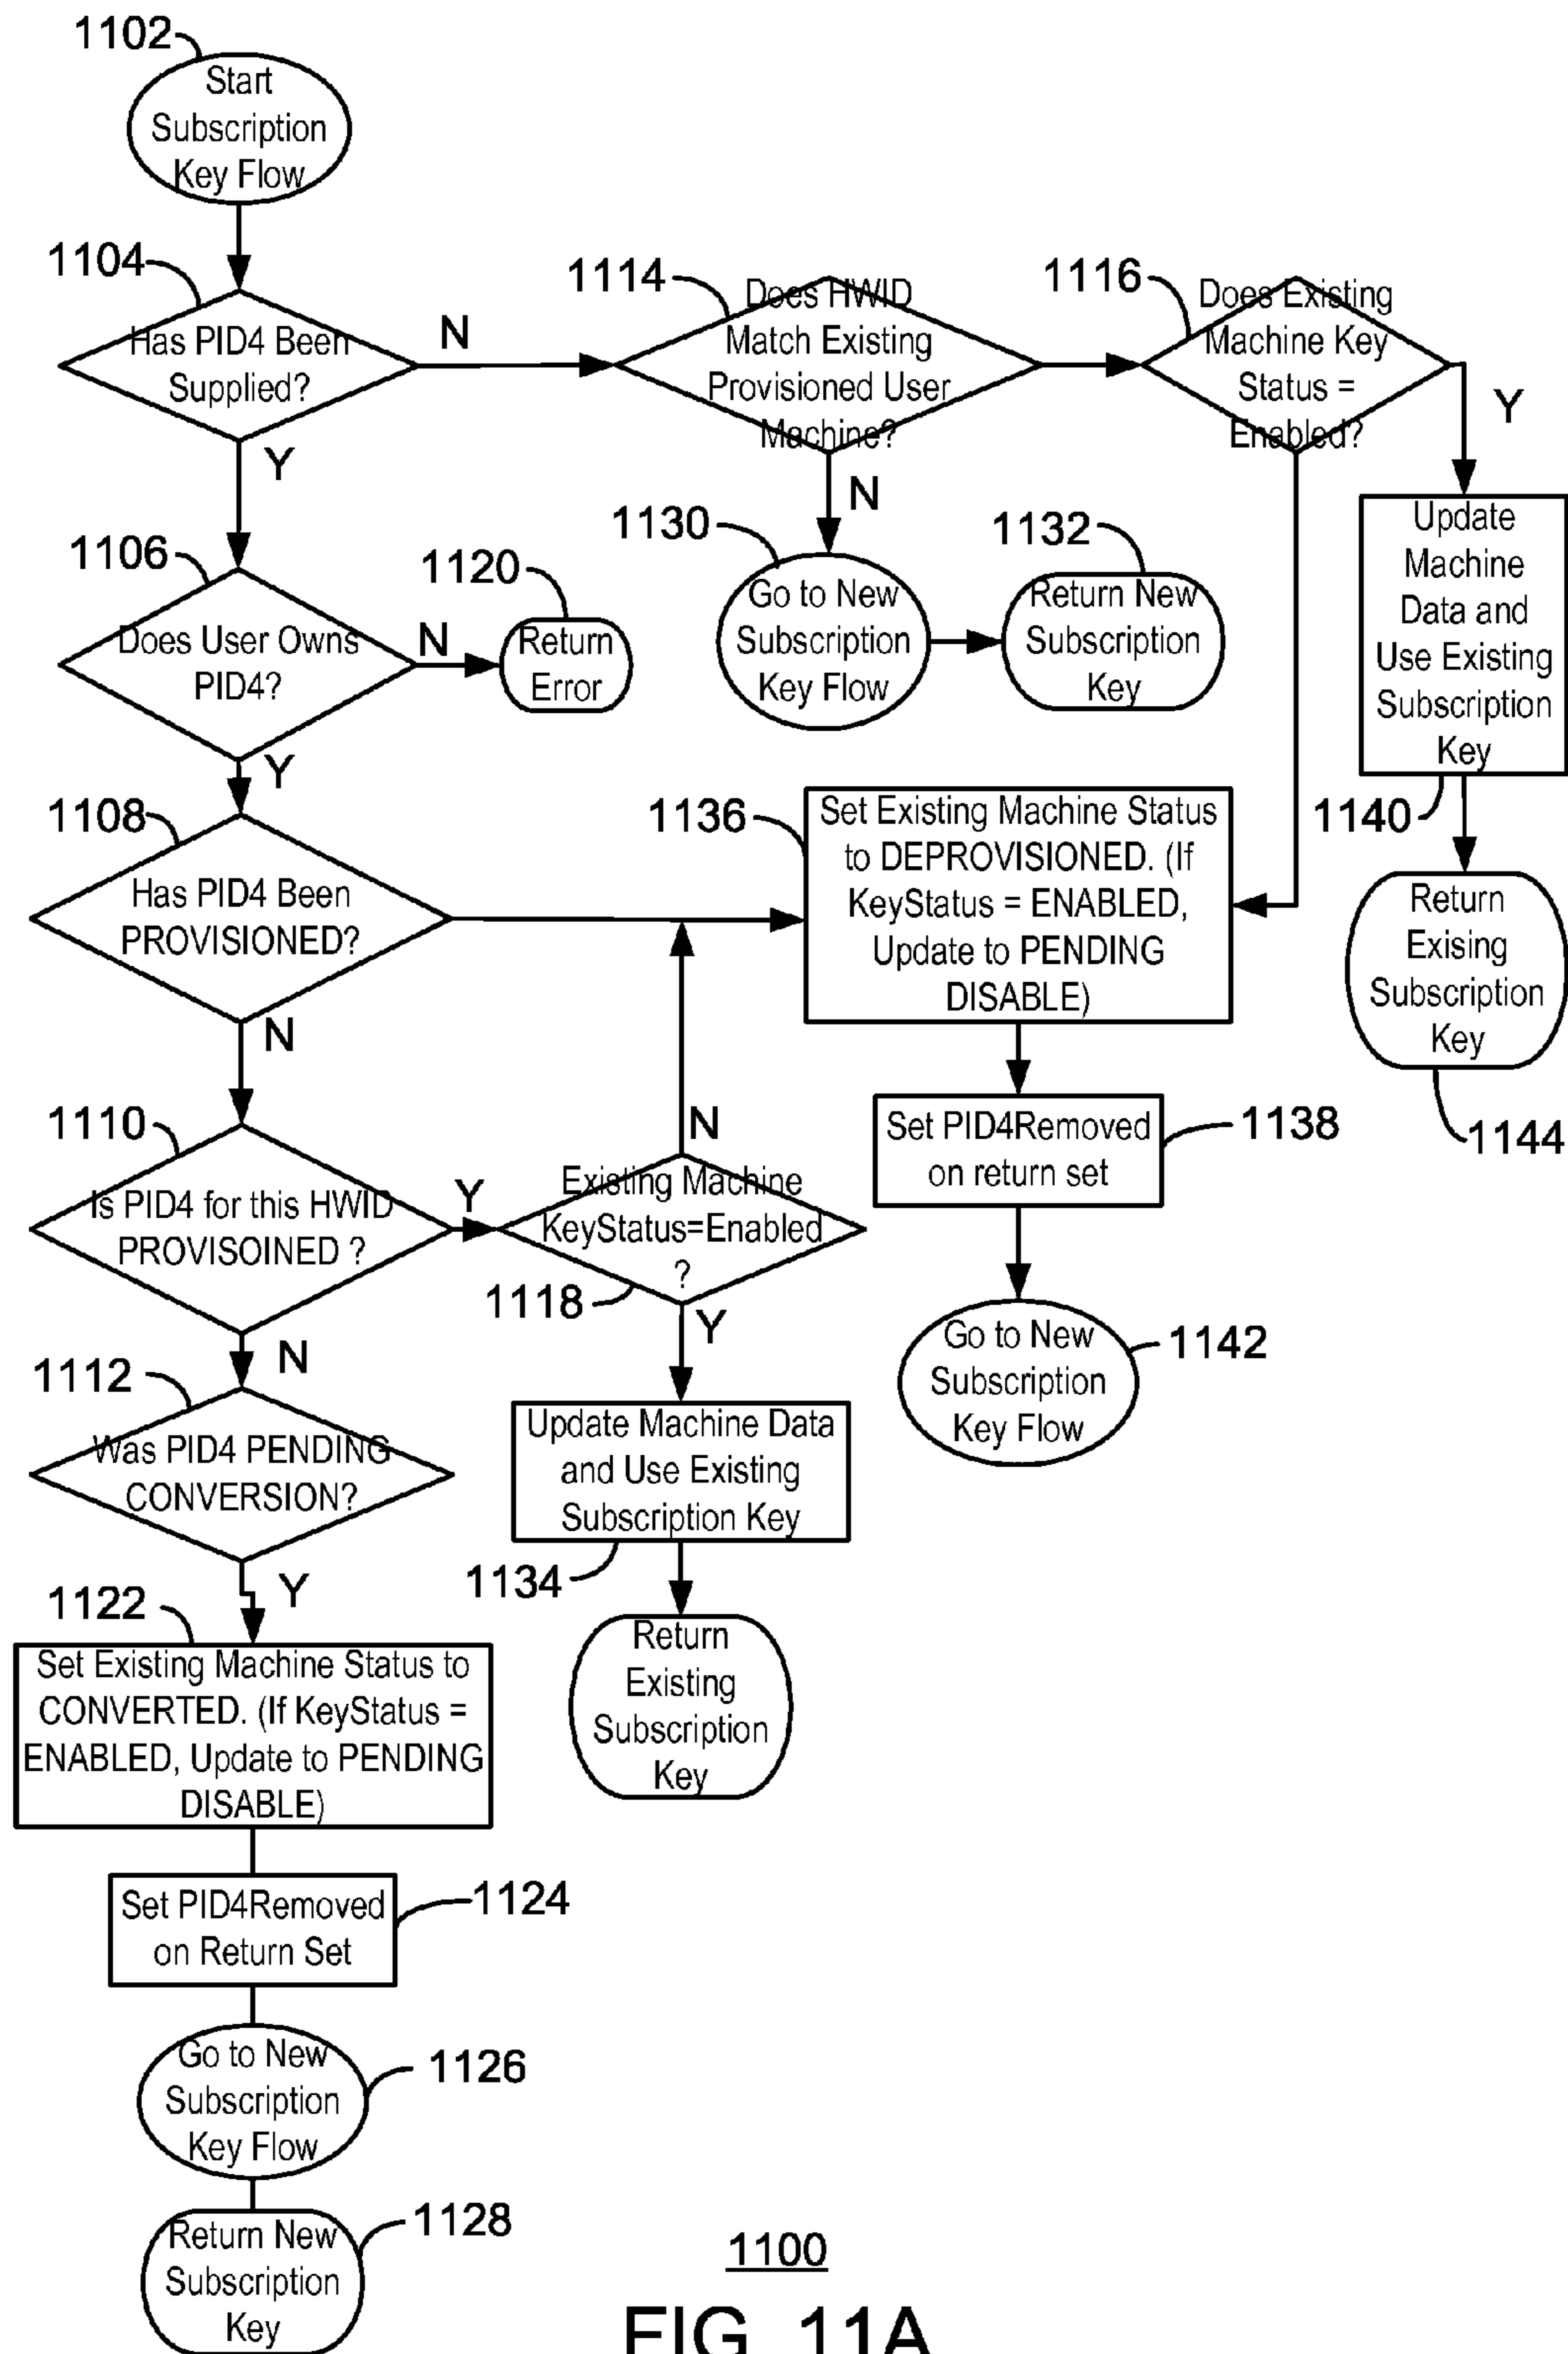 1102
Start
Subscription
Key Flow
1104
Has PID4 Been
Supplied?
N
Y
1114
Does HWID
Match Existing
Provisioned User
Machine?
N
1116
Does Existing
Machine Key
Status =
Enabled?
Y
1106
Does User Owns
PID4?
N
Y
1120
Return
Error
1130
Go to New
Subscription
Key Flow
1132
Return New
Subscription
Key
Update
Machine
Data and
Use Existing
Subscription
Key
1140
1108
Has PID4 Been
PROVISIONED?
N
1136
Set Existing Machine Status
to DEPROVISIONED. (If
KeyStatus = ENABLED,
Update to PENDING
DISABLE)
Return
Exising
Subscription
Key
1144
1110
Is PID4 for this HWID
PROVISOINED ?
Y
N
N
Existing Machine
KeyStatus=Enabled
?
1118
Y
Set PID4Removed
on return set
1138
Go to New
Subscription
Key Flow
1142
1112
Was PID4 PENDING
CONVERSION?
Y
Update Machine Data
and Use Existing
Subscription Key
1134
Return
Existing
Subscription
Key
1122
Set Existing Machine Status to
CONVERTED. (If KeyStatus =
ENABLED, Update to PENDING
DISABLE)
Set PID4Removed
on Return Set
1124
Go to New
Subscription
Key Flow
1126
Return New
Subscription
Key
1128
1100
FIG. 11A